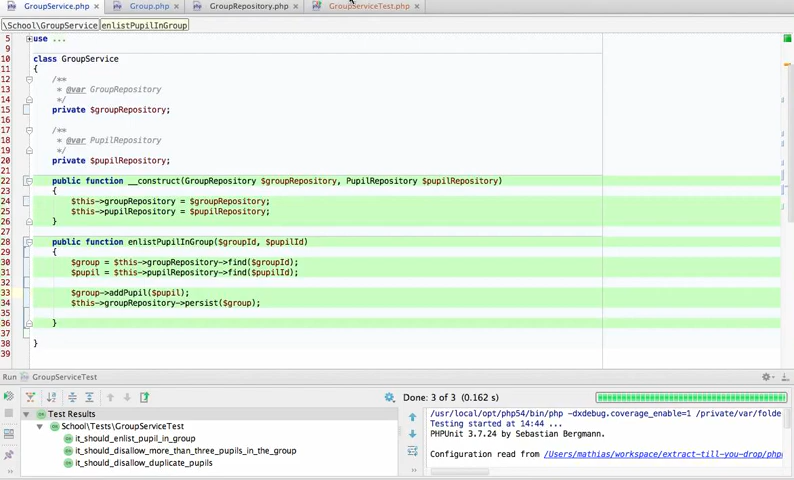 GroupService.php × Group.php × GroupRepository.php × GroupServiceTest.php ×
\School\GroupService enlistPupilInGroup
5 use ...
9
10 class GroupService
11 {
12 /**
13 * @var GroupRepository
14 */
15 private $groupRepository;
16
17 /**
18 * @var PupilRepository
19 */
20 private $pupilRepository;
21
22 public function __construct(GroupRepository $groupRepository, PupilRepository $pupilRepository)
23 {
24 $this->groupRepository = $groupRepository;
25 $this->pupilRepository = $pupilRepository;
26 }
27
28 public function enlistPupilInGroup($groupId, $pupilId)
29 {
30 $group = $this->groupRepository->find($groupId);
31 $pupil = $this->pupilRepository->find($pupilId);
32
33 $group->addPupil($pupil);
34 $this->groupRepository->persist($group);
35
36 }
37
38 }
39
Run GroupServiceTest
Done: 3 of 3 (0.162 s)
Test Results
School\Tests\GroupServiceTest
it_should_enlist_pupil_in_group
it_should_disallow_more_than_three_pupils_in_the_group
it_should_disallow_duplicate_pupils
/usr/local/opt/php54/bin/php -dxdebug.coverage_enable=1 /private/var/folde
Testing started at 14:44 ...
PHPUnit 3.7.24 by Sebastian Bergmann.
Configuration read from /Users/mathias/workspace/extract-till-you-drop/php